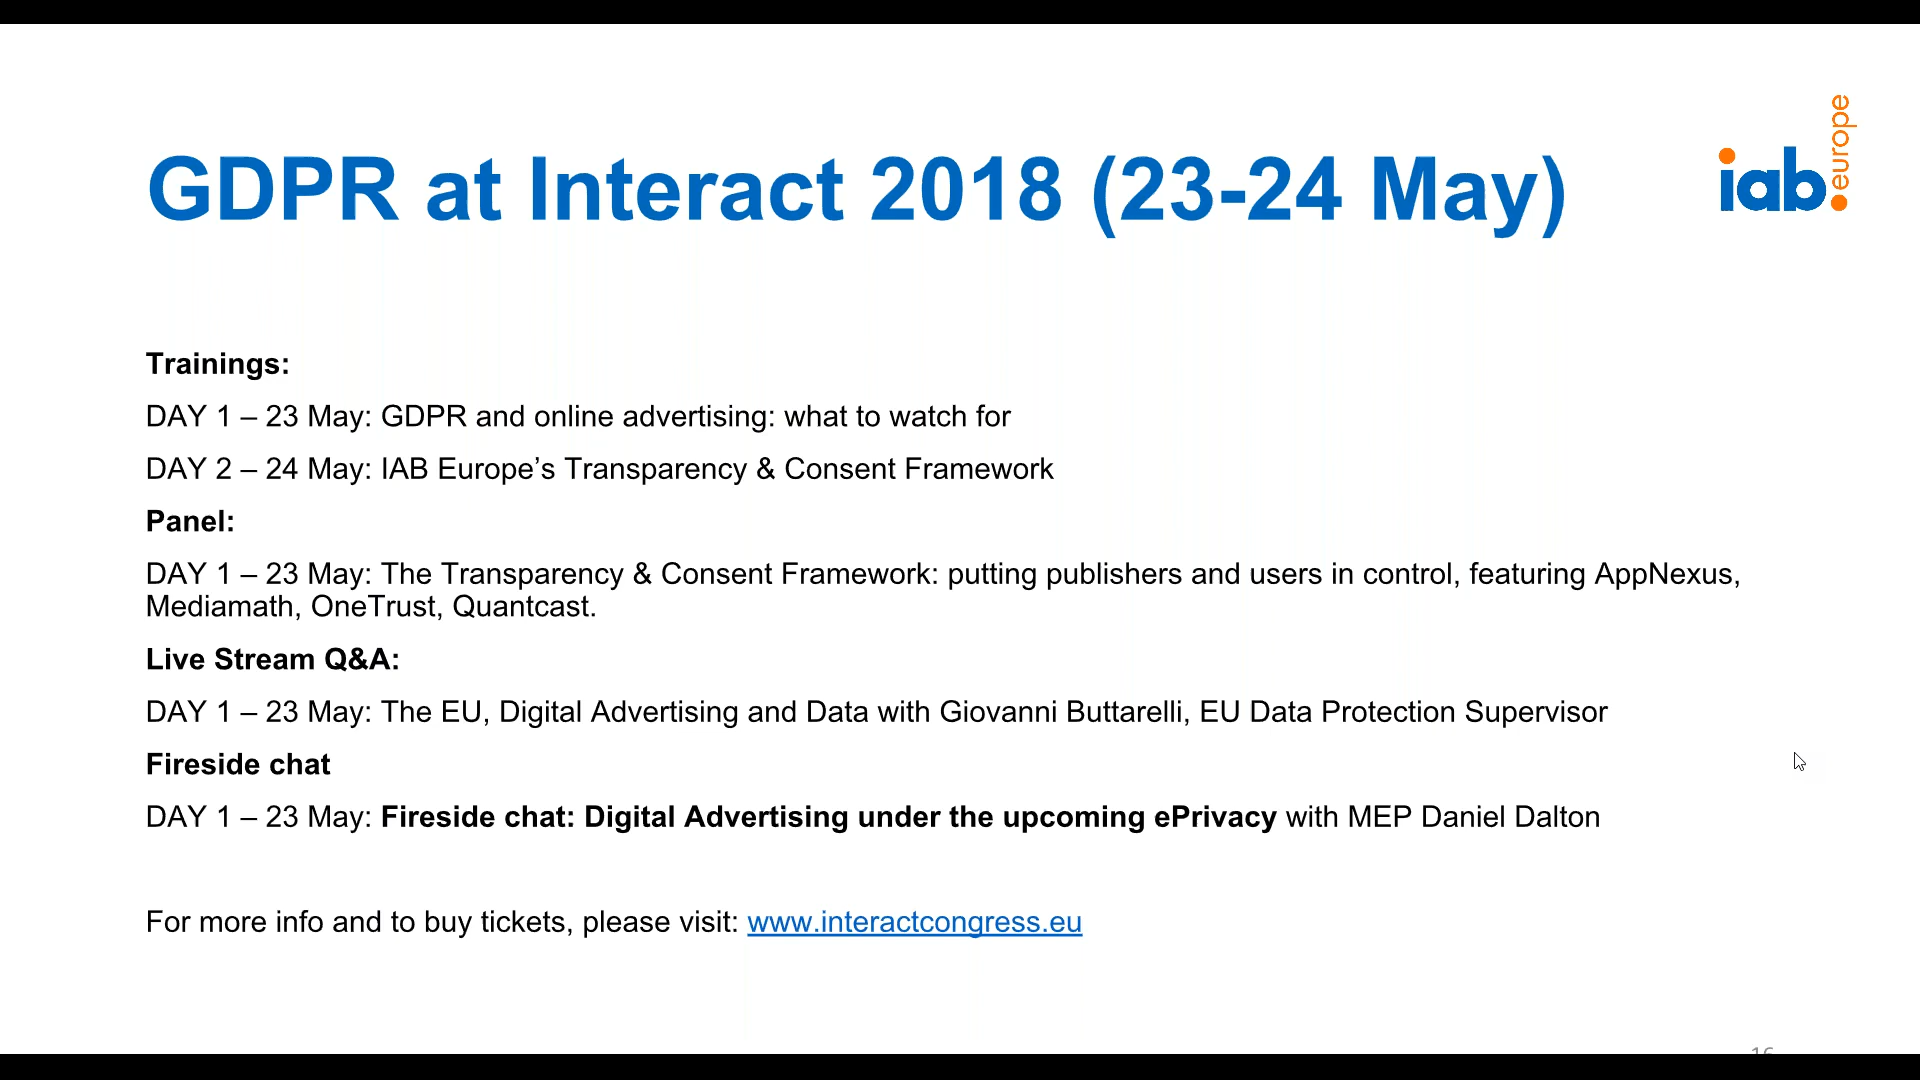 GDPR at Interact 2018 (23-24 May)
iab europe
Trainings:
DAY 1 – 23 May: GDPR and online advertising: what to watch for
DAY 2 – 24 May: IAB Europe’s Transparency & Consent Framework
Panel:
DAY 1 – 23 May: The Transparency & Consent Framework: putting publishers and users in control, featuring AppNexus,
Mediamath, OneTrust, Quantcast.
Live Stream Q&A:
DAY 1 – 23 May: The EU, Digital Advertising and Data with Giovanni Buttarelli, EU Data Protection Supervisor
Fireside chat
DAY 1 – 23 May: Fireside chat: Digital Advertising under the upcoming ePrivacy with MEP Daniel Dalton
For more info and to buy tickets, please visit: www.interactcongress.eu